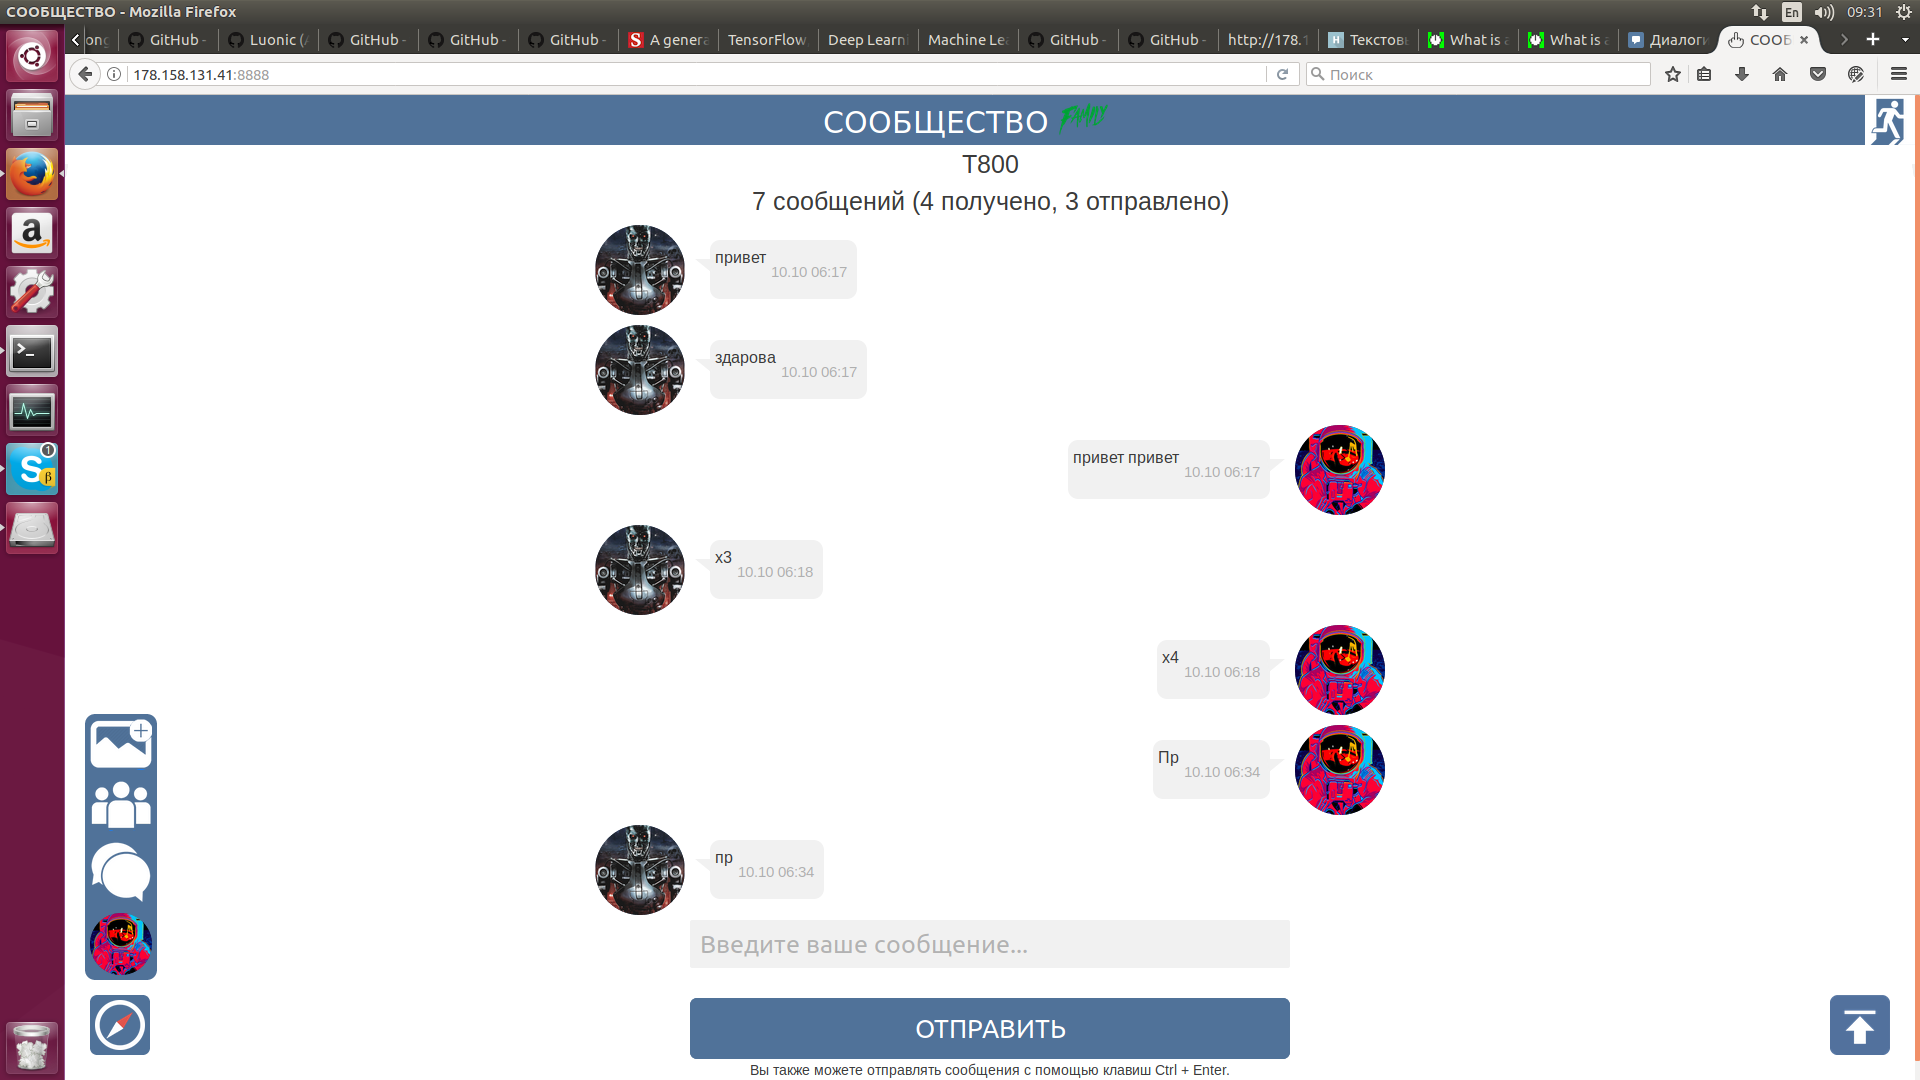 СООБЩЕСТВО - Mozilla Firefox
En
09:31
GitHub -
Luonic (
GitHub -
GitHub -
GitHub -
A genera
TensorFlow
Deep Learn
Machine Le
GitHub -
GitHub -
http://178.1
Текстов
What is a
What is a
Диалоги
СООБ
178.158.131.41:8888
Поиск
СООБЩЕСТВО
T800
7 сообщений (4 получено, 3 отправлено)
привет
10.10 06:17
здарова
10.10 06:17
привет привет
10.10 06:17
x3
10.10 06:18
x4
10.10 06:18
Пр
10.10 06:34
пр
10.10 06:34
Введите ваше сообщение...
ОТПРАВИТЬ
Вы также можете отправлять сообщения с помощью клавиш Ctrl + Enter.